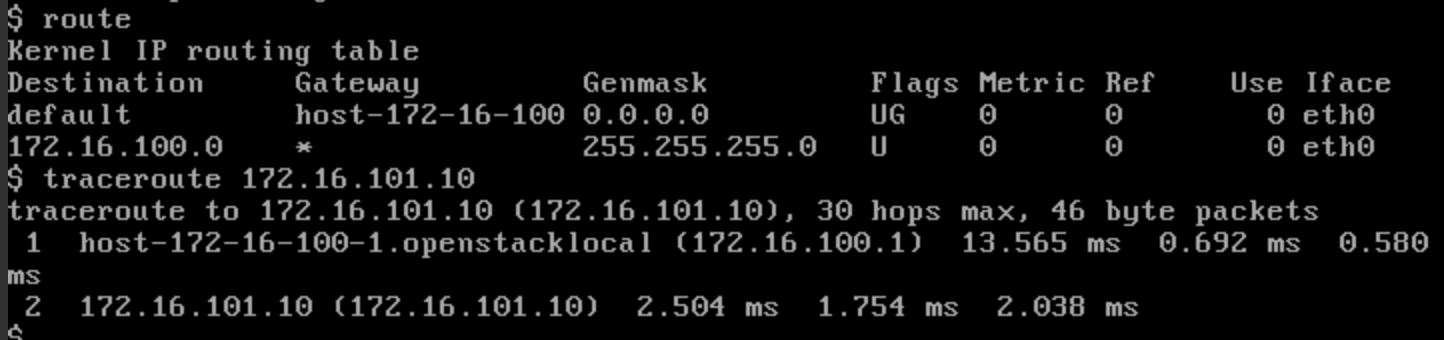 $ route
Kernel IP routing table
Destination     Gateway         Genmask         Flags Metric Ref    Use Iface
default         host-172-16-100 0.0.0.0         UG    0      0        0 eth0
172.16.100.0    *               255.255.255.0   U     0      0        0 eth0
$ traceroute 172.16.101.10
traceroute to 172.16.101.10 (172.16.101.10), 30 hops max, 46 byte packets
 1  host-172-16-100-1.openstacklocal (172.16.100.1)  13.565 ms  0.692 ms  0.580
ms
 2  172.16.101.10 (172.16.101.10)  2.504 ms  1.754 ms  2.038 ms
$